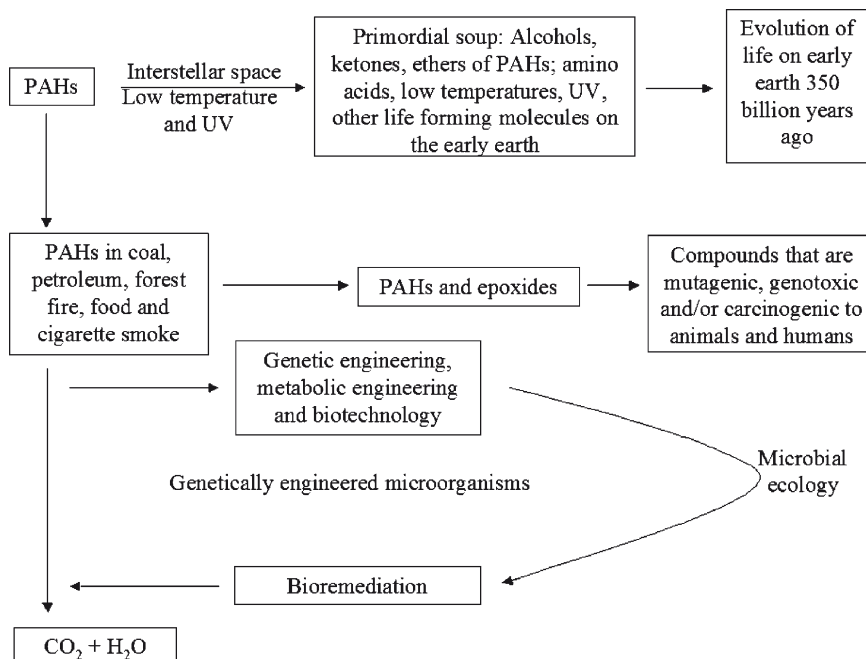 PAHs
Interstellar space
Low temperature
and UV
Primordial soup: Alcohols,
ketones, ethers of PAHs; amino
acids, low temperatures, UV,
other life forming molecules on
the early earth
Evolution of
life on early
earth 350
billion years
ago
PAHs in coal,
petroleum, forest
fire, food and
cigarette smoke
PAHs and epoxides
Compounds that are
mutagenic, genotoxic
and/or carcinogenic to
animals and humans
Genetic engineering,
metabolic engineering
and biotechnology
Genetically engineered microorganisms
Microbial
ecology
Bioremediation
CO₂ + H₂O